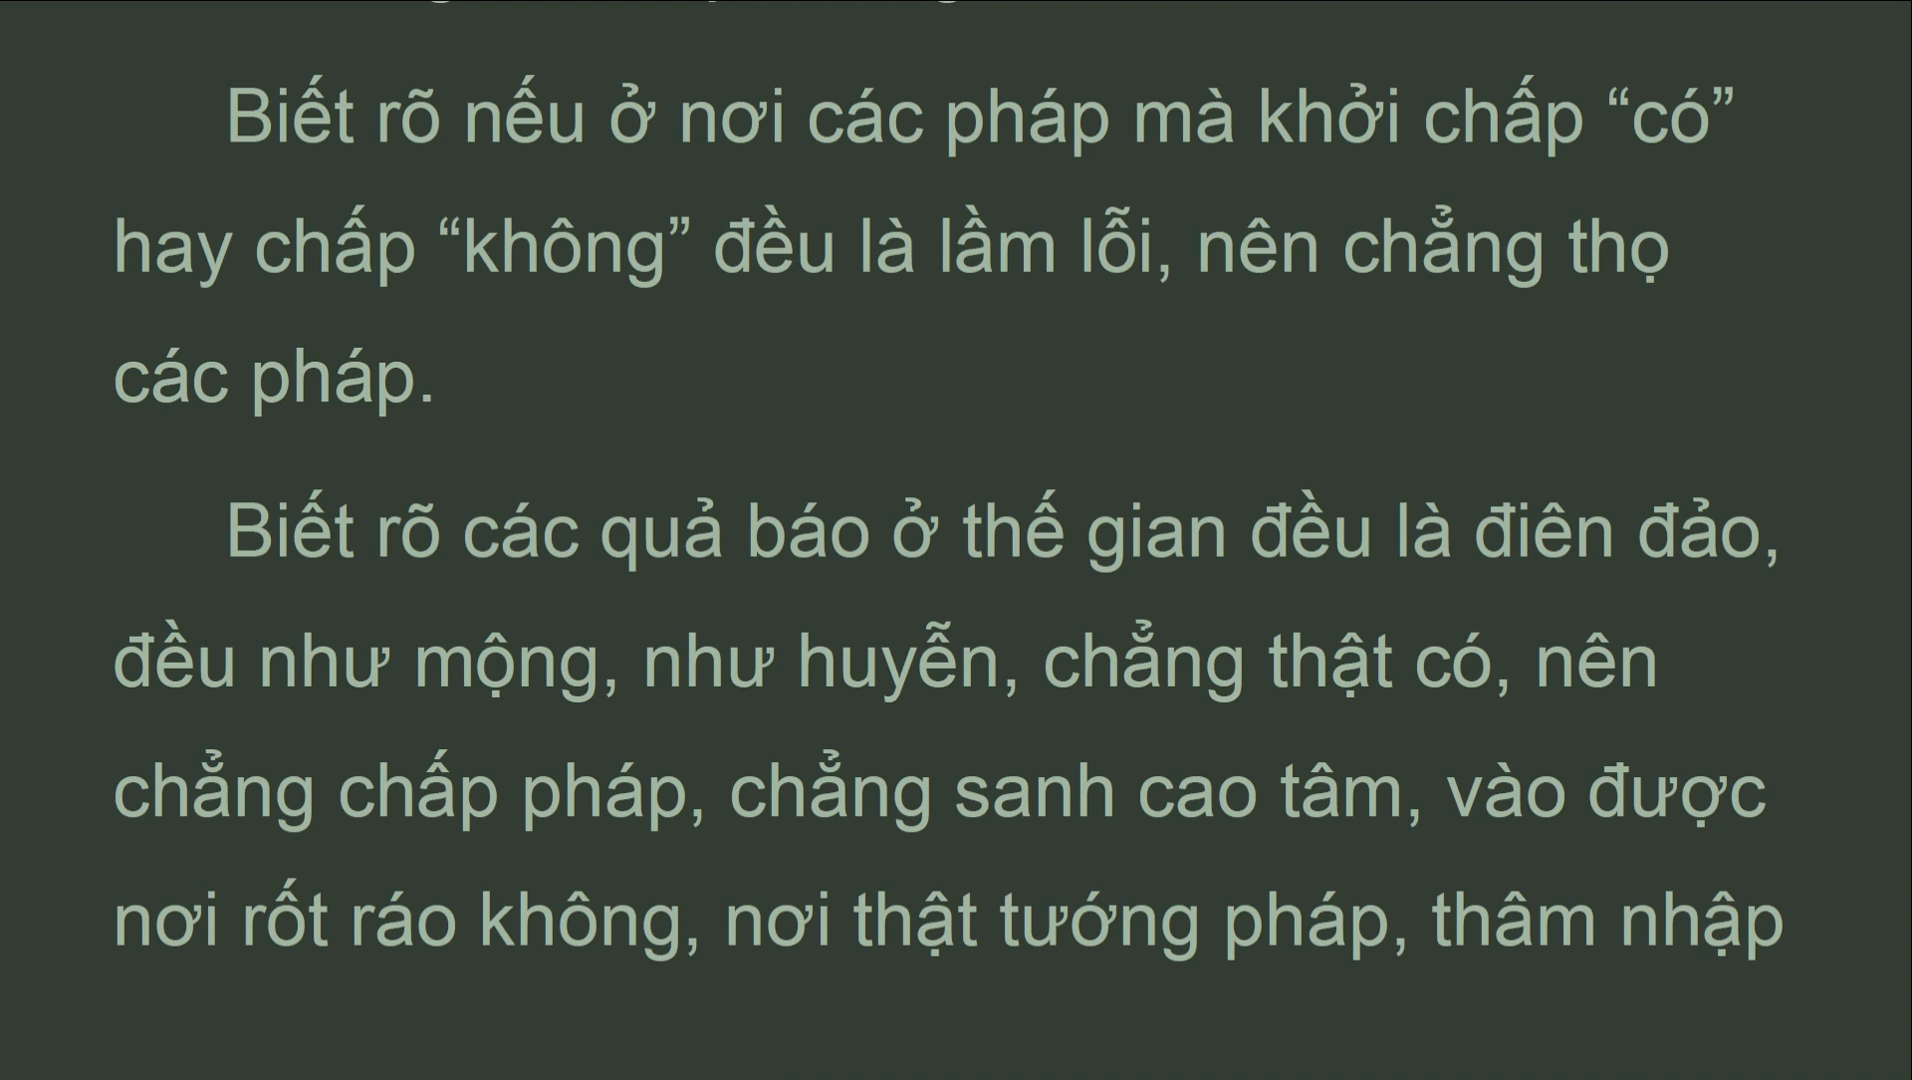 Biết rõ nếu ở nơi các pháp mà khởi chấp “có”
hay chấp “không” đều là lầm lỗi, nên chẳng thọ
các pháp.
Biết rõ các quả báo ở thế gian đều là điên đảo,
đều như mộng, như huyễn, chẳng thật có, nên
chẳng chấp pháp, chẳng sanh cao tâm, vào được
nơi rốt ráo không, nơi thật tướng pháp, thâm nhập